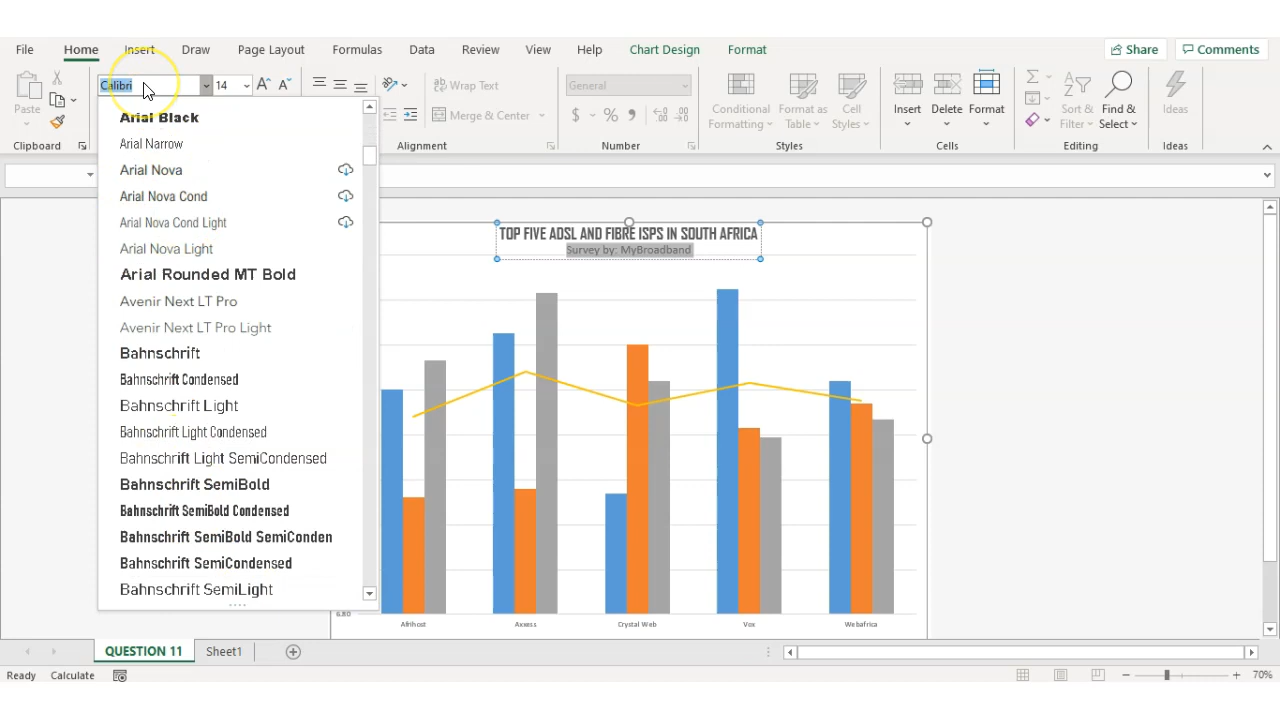 File Home Insert Draw Page Layout Formulas Data Review View Help Chart Design Format Share Comments
Calibri 14 Wrap Text General
Paste Merge & Center Conditional Formatting Format as Table Cell Styles Insert Delete Format Sort & Filter Find & Select Ideas
Clipboard Alignment Number Styles Cells Editing Ideas
Arial Black
Arial Narrow
Arial Nova
Arial Nova Cond
Arial Nova Cond Light
Arial Nova Light
Arial Rounded MT Bold
Avenir Next LT Pro
Avenir Next LT Pro Light
Bahnschrift
Bahnschrift Condensed
Bahnschrift Light
Bahnschrift Light Condensed
Bahnschrift Light SemiCondensed
Bahnschrift SemiBold
Bahnschrift SemiBold Condensed
Bahnschrift SemiBold SemiConden
Bahnschrift SemiCondensed
Bahnschrift SemiLight
TOP FIVE ADSL AND FIBRE ISPS IN SOUTH AFRICA
Survey by: MyBroadband
6.80
Afrihost Axxess Crystal Web Vox Webafrica
QUESTION 11 Sheet1
Ready Calculate 70%